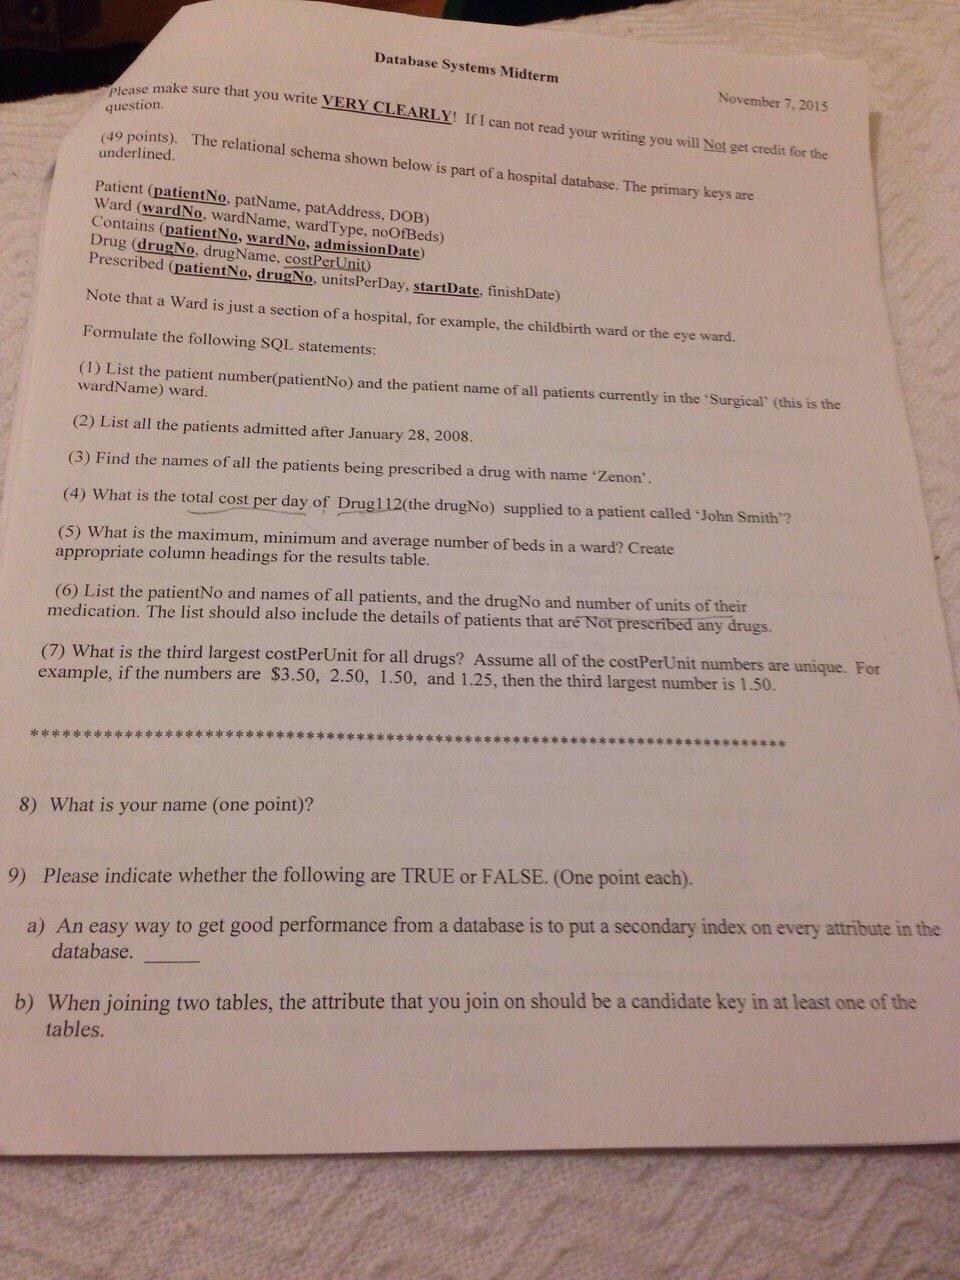 Database Systems Midterm
November 7, 2015
Please make sure that you write VERY CLEARLY! If I can not read your writing you will Not get credit for the
question.
(49 points). The relational schema shown below is part of a hospital database. The primary keys are
underlined.
Patient (patientNo, patName, patAddress, DOB)
Ward (wardNo, wardName, wardType, noOfBeds)
Contains (patientNo, wardNo, admissionDate)
Drug (drugNo, drugName, costPerUnit)
Prescribed (patientNo, drugNo, unitsPerDay, startDate, finishDate)
Note that a Ward is just a section of a hospital, for example, the childbirth ward or the eye ward.
Formulate the following SQL statements:
(1) List the patient number(patientNo) and the patient name of all patients currently in the ‘Surgical’ (this is the
wardName) ward.
(2) List all the patients admitted after January 28, 2008.
(3) Find the names of all the patients being prescribed a drug with name ‘Zenon’.
(4) What is the total cost per day of Drug112(the drugNo) supplied to a patient called ‘John Smith’?
(5) What is the maximum, minimum and average number of beds in a ward? Create
appropriate column headings for the results table.
(6) List the patientNo and names of all patients, and the drugNo and number of units of their
medication. The list should also include the details of patients that are Not prescribed any drugs.
(7) What is the third largest costPerUnit for all drugs? Assume all of the costPerUnit numbers are unique. For
example, if the numbers are $3.50, 2.50, 1.50, and 1.25, then the third largest number is 1.50.
************************************************************************
8) What is your name (one point)?
9) Please indicate whether the following are TRUE or FALSE. (One point each).
a) An easy way to get good performance from a database is to put a secondary index on every attribute in the
database. ______
b) When joining two tables, the attribute that you join on should be a candidate key in at least one of the
tables.